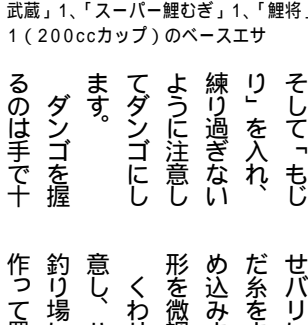 武蔵」1、「スーパー鯉むぎ」1、「鯉将」
1(200ccカップ)のベースエサ
そして「もじ
り」を入れ、
練り過ぎない
ように注意し
てダンゴにし
ます。
ダンゴを握
るのは手で十
せバリ
だ糸を
め込み
形を微調
くわせ
意し、
釣り場
作って